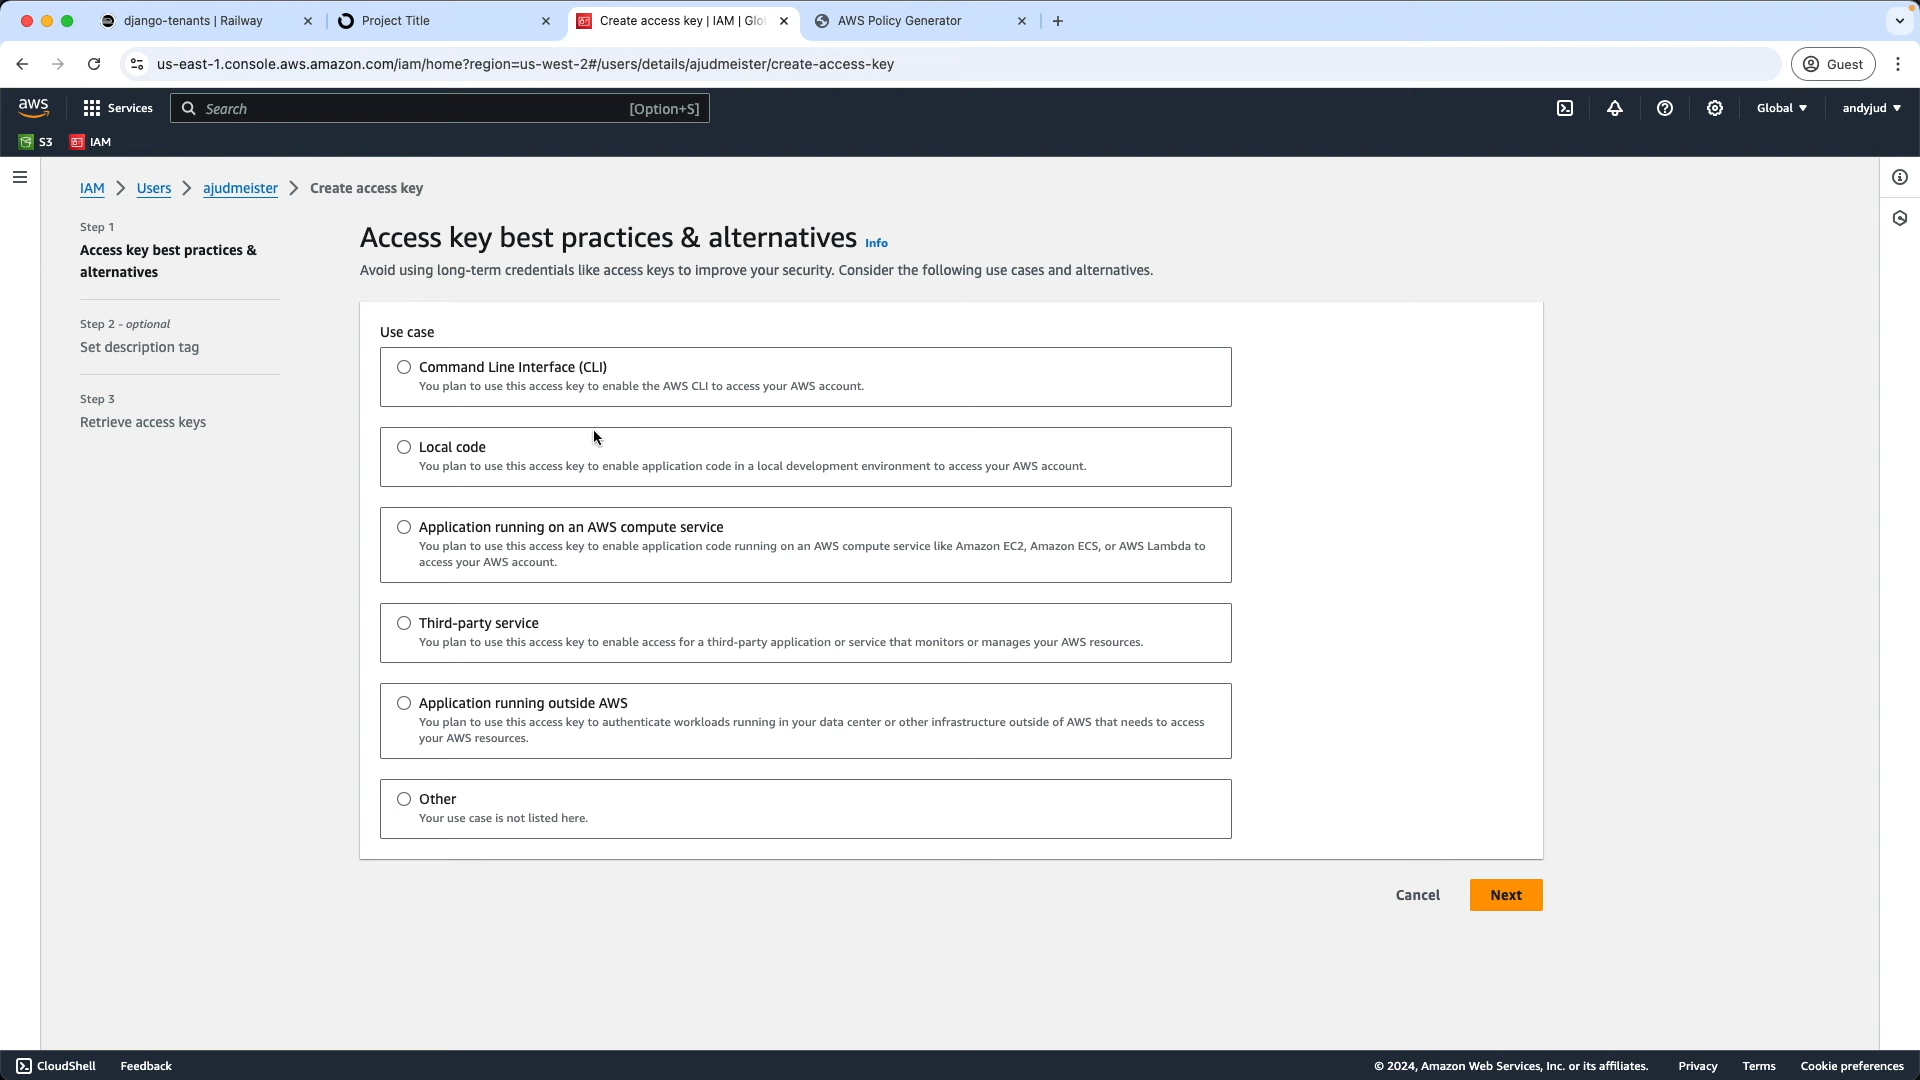 django-tenants | Railway
Project Title
Create access key | IAM | Glo
AWS Policy Generator
us-east-1.console.aws.amazon.com/iam/home?region=us-west-2#/users/details/ajudmeister/create-access-key
Guest
aws
Services
Search
[Option+S]
Global
andyjud
S3
IAM
IAM > Users > ajudmeister > Create access key
Step 1
Access key best practices &
alternatives
Step 2 - optional
Set description tag
Step 3
Retrieve access keys
Access key best practices & alternatives Info
Avoid using long-term credentials like access keys to improve your security. Consider the following use cases and alternatives.
Use case
Command Line Interface (CLI)
You plan to use this access key to enable the AWS CLI to access your AWS account.
Local code
You plan to use this access key to enable application code in a local development environment to access your AWS account.
Application running on an AWS compute service
You plan to use this access key to enable application code running on an AWS compute service like Amazon EC2, Amazon ECS, or AWS Lambda to
access your AWS account.
Third-party service
You plan to use this access key to enable access for a third-party application or service that monitors or manages your AWS resources.
Application running outside AWS
You plan to use this access key to authenticate workloads running in your data center or other infrastructure outside of AWS that needs to access
your AWS resources.
Other
Your use case is not listed here.
Cancel
Next
CloudShell
Feedback
© 2024, Amazon Web Services, Inc. or its affiliates.
Privacy
Terms
Cookie preferences